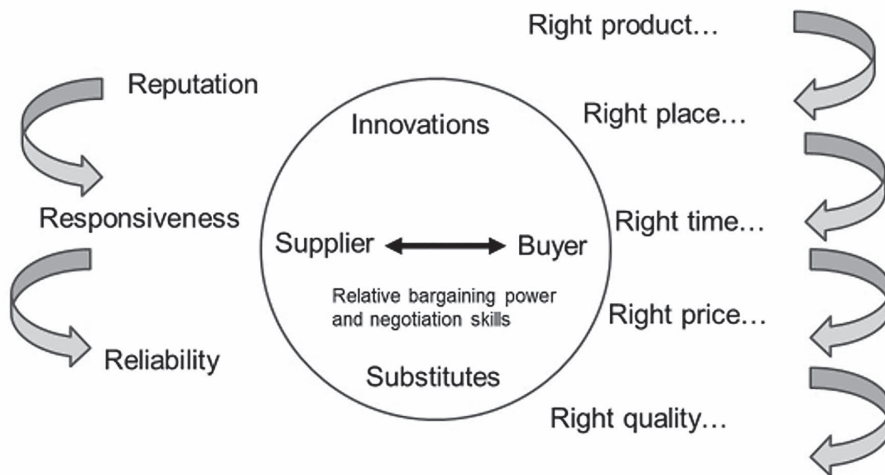 Right product…
Reputation
Right place…
Innovations
Responsiveness
Right time…
Supplier
Buyer
Relative bargaining power
and negotiation skills
Right price…
Reliability
Substitutes
Right quality…